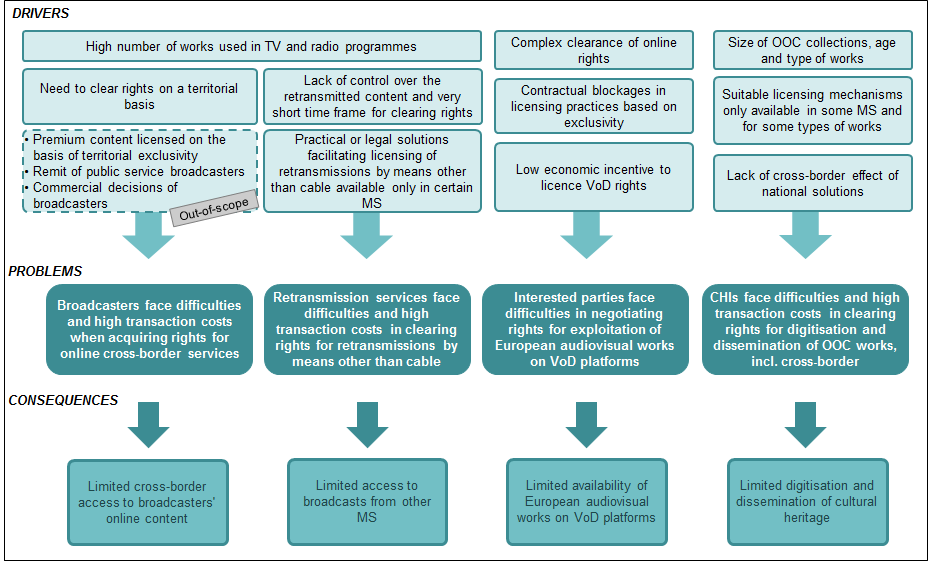 DRIVERS
High number of works used in TV and radio programmes
Need to clear rights on a territorial
basis
• Premium content licensed on the
basis of territorial exclusivity
• Remit of public service broadcasters
• Commercial decisions of
broadcasters
Out-of-scope
Lack of control over the
retransmitted content and very
short time frame for clearing rights
Practical or legal solutions
facilitating licensing of
retransmissions by means other
than cable available only in certain
MS
Complex clearance of online
rights
Contractual blockages in
licensing practices based on
exclusivity
Low economic incentive to
licence VoD rights
Size of OOC collections, age
and type of works
Suitable licensing mechanisms
only available in some MS and
for some types of works
Lack of cross-border effect of
national solutions
PROBLEMS
Broadcasters face difficulties
and high transaction costs
when acquiring rights for
online cross-border services
Retransmission services face
difficulties and high
transaction costs in clearing
rights for retransmissions by
means other than cable
Interested parties face
difficulties in negotiating
rights for exploitation of
European audiovisual works
on VoD platforms
CHIs face difficulties and high
transaction costs in clearing
rights for digitisation and
dissemination of OOC works,
incl. cross-border
CONSEQUENCES
Limited cross-border
access to broadcasters'
online content
Limited access to
broadcasts from other
MS
Limited availability of
European audiovisual
works on VoD platforms
Limited digitisation and
dissemination of cultural
heritage